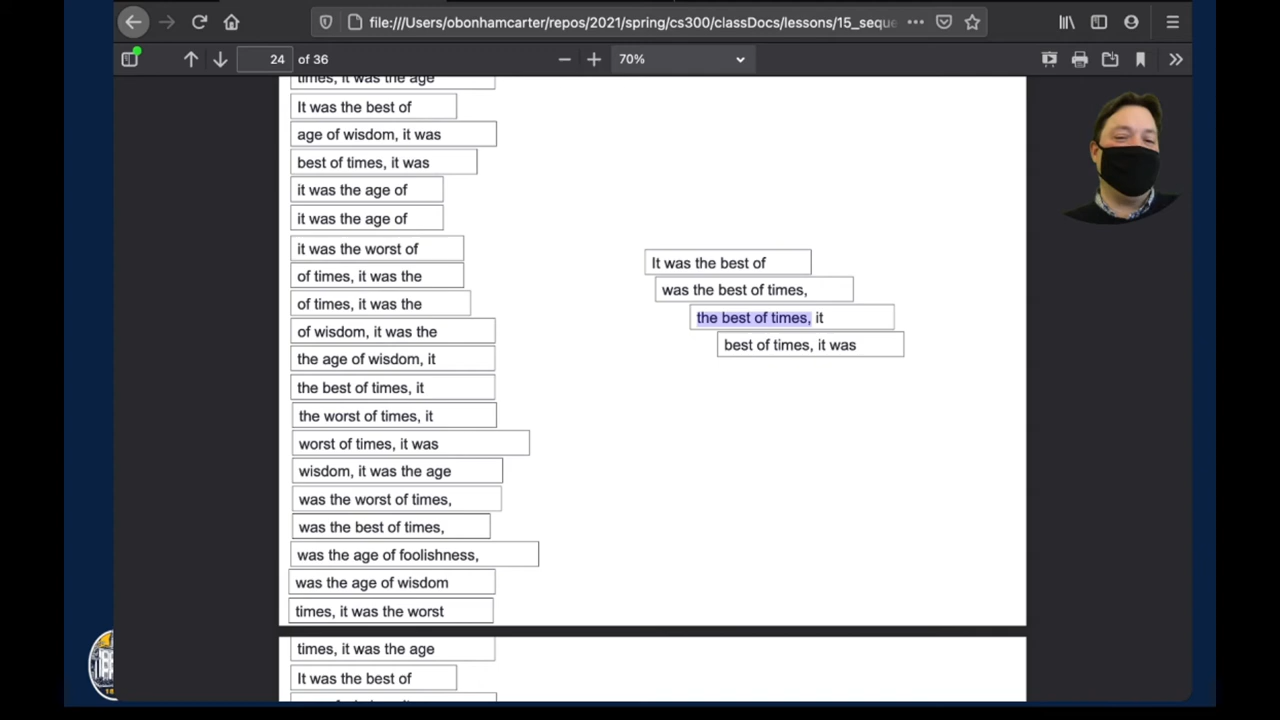 file:///Users/obonhamcarter/repos/2021/spring/cs300/classDocs/lessons/15_seque
24 of 36
70%
times, it was the age
It was the best of
age of wisdom, it was
best of times, it was
it was the age of
it was the age of
it was the worst of
of times, it was the
of times, it was the
of wisdom, it was the
the age of wisdom, it
the best of times, it
the worst of times, it
worst of times, it was
wisdom, it was the age
was the worst of times,
was the best of times,
was the age of foolishness,
was the age of wisdom
times, it was the worst
It was the best of
was the best of times,
the best of times, it
best of times, it was
times, it was the age
It was the best of